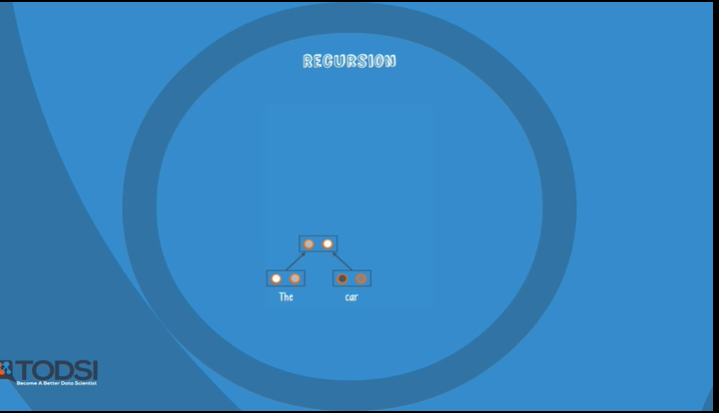 RECURSION
The
car
TODSI
Become A Better Data Scientist